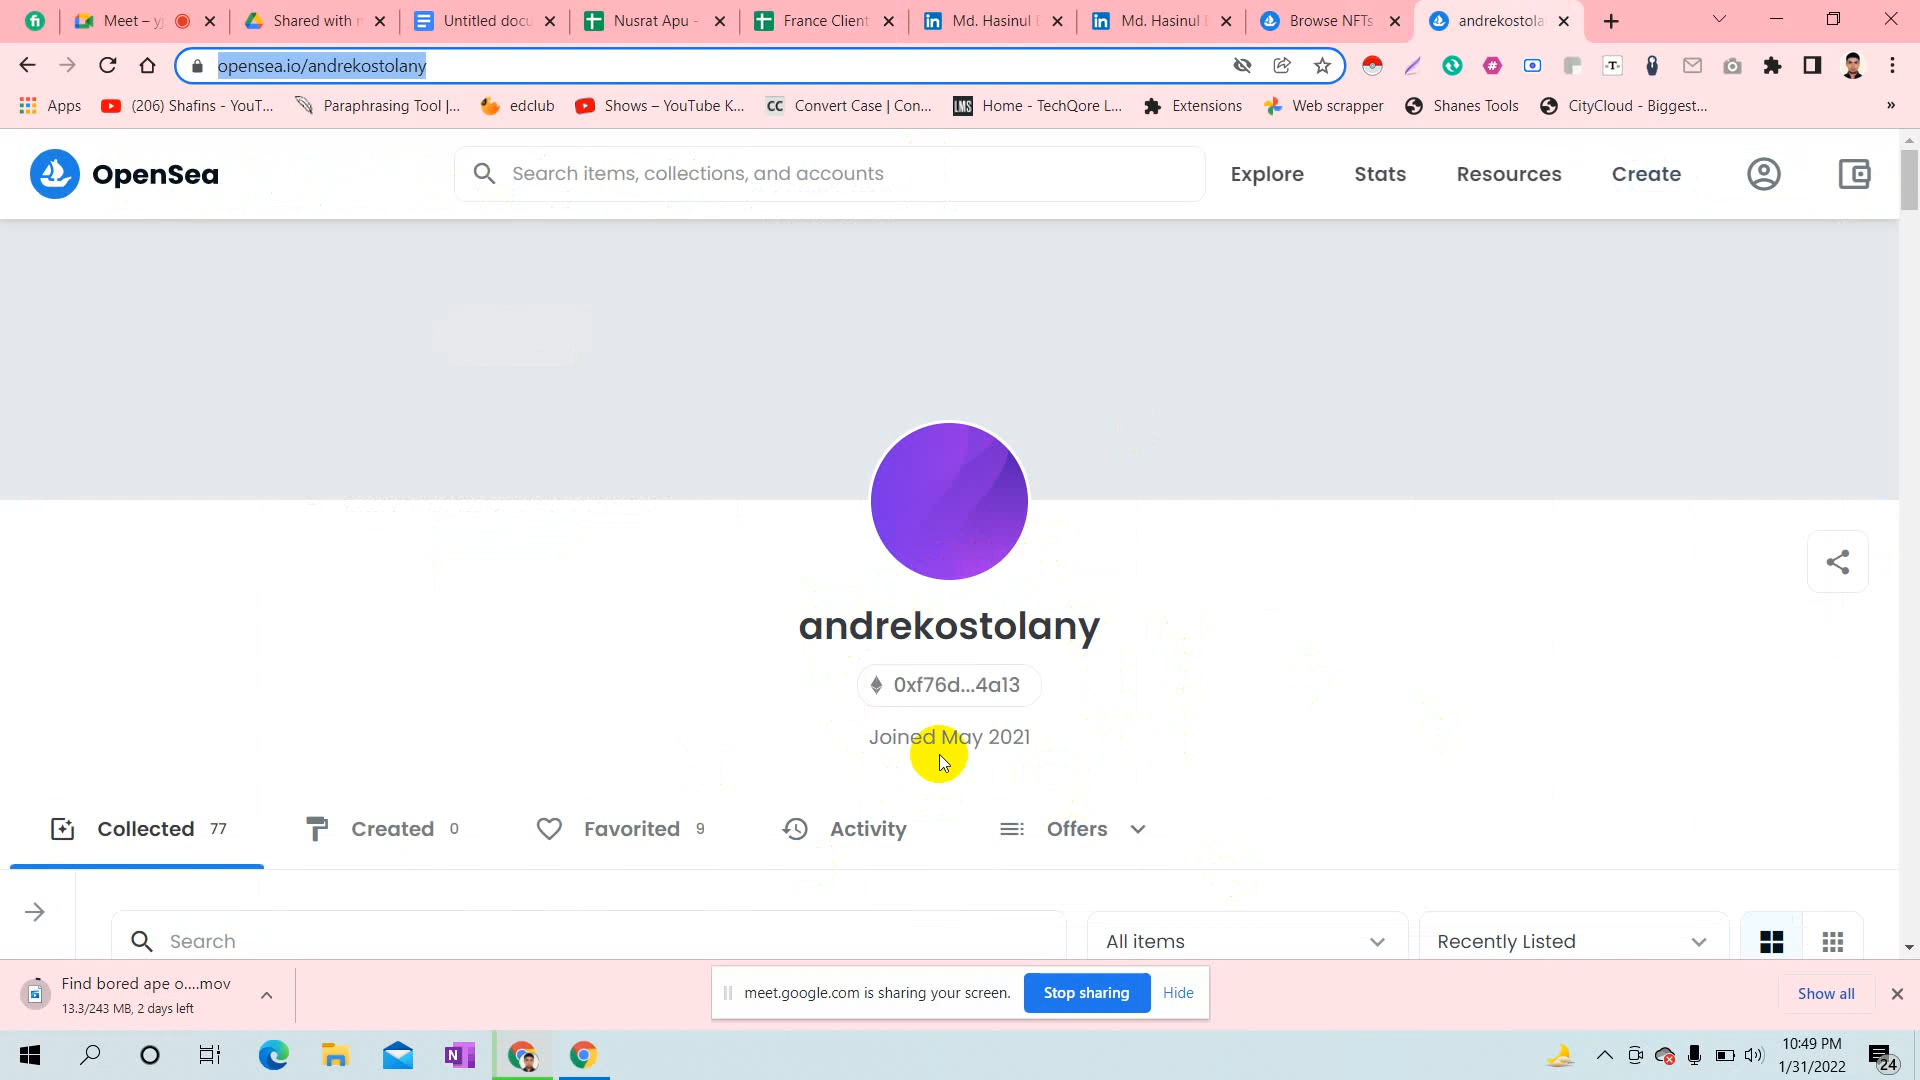 Meet – yj
Shared with m
Untitled docu
Nusrat Apu -
France Client
Md. Hasinul
Md. Hasinul
Browse NFTs
andrekostola
opensea.io/andrekostolany
Apps
(206) Shafins - YouT...
Paraphrasing Tool |...
edclub
Shows – YouTube K...
CC Convert Case | Con...
LMS Home - TechQore L...
Extensions
Web scrapper
Shanes Tools
CityCloud - Biggest...
»
OpenSea
Search items, collections, and accounts
Explore
Stats
Resources
Create
andrekostolany
0xf76d...4a13
Joined May 2021
Collected 77
Created 0
Favorited 9
Activity
Offers
Search
All items
Recently Listed
Find bored ape o....mov
13.3/243 MB, 2 days left
meet.google.com is sharing your screen.
Stop sharing
Hide
Show all
10:49 PM
1/31/2022
24